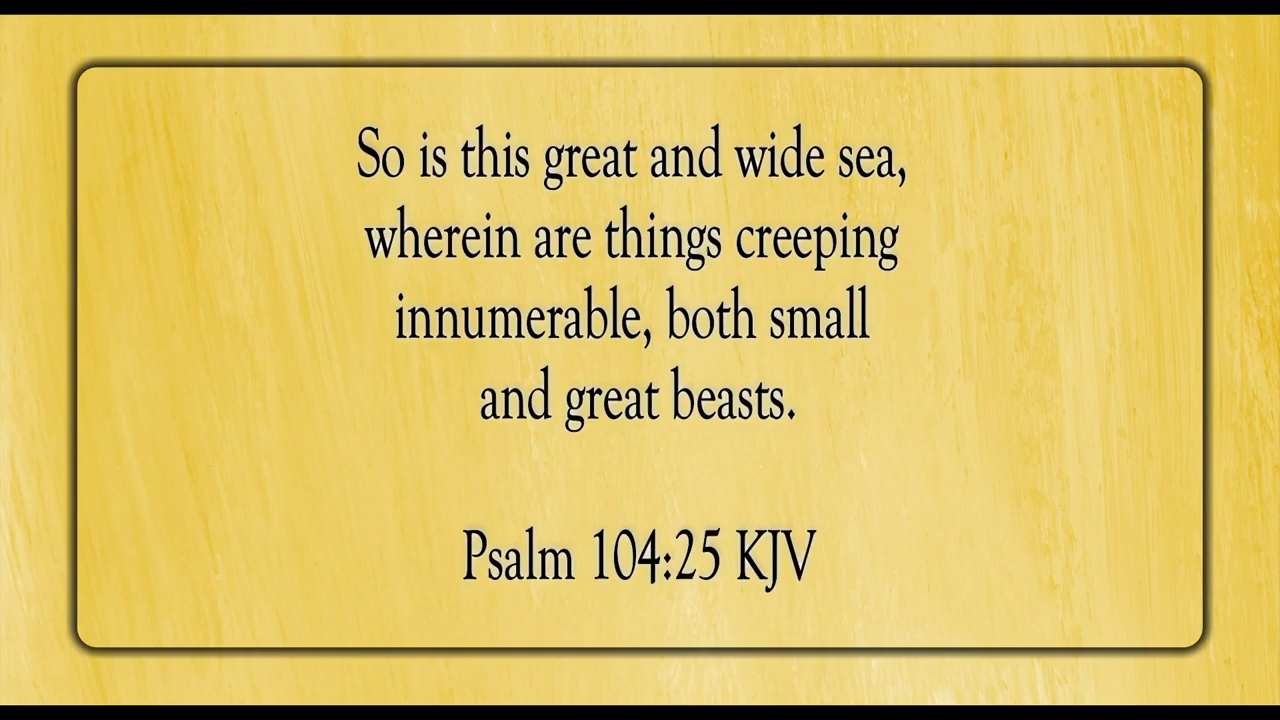 So is this great and wide sea,
wherein are things creeping
innumerable, both small
and great beasts.
Psalm 104:25 KJV